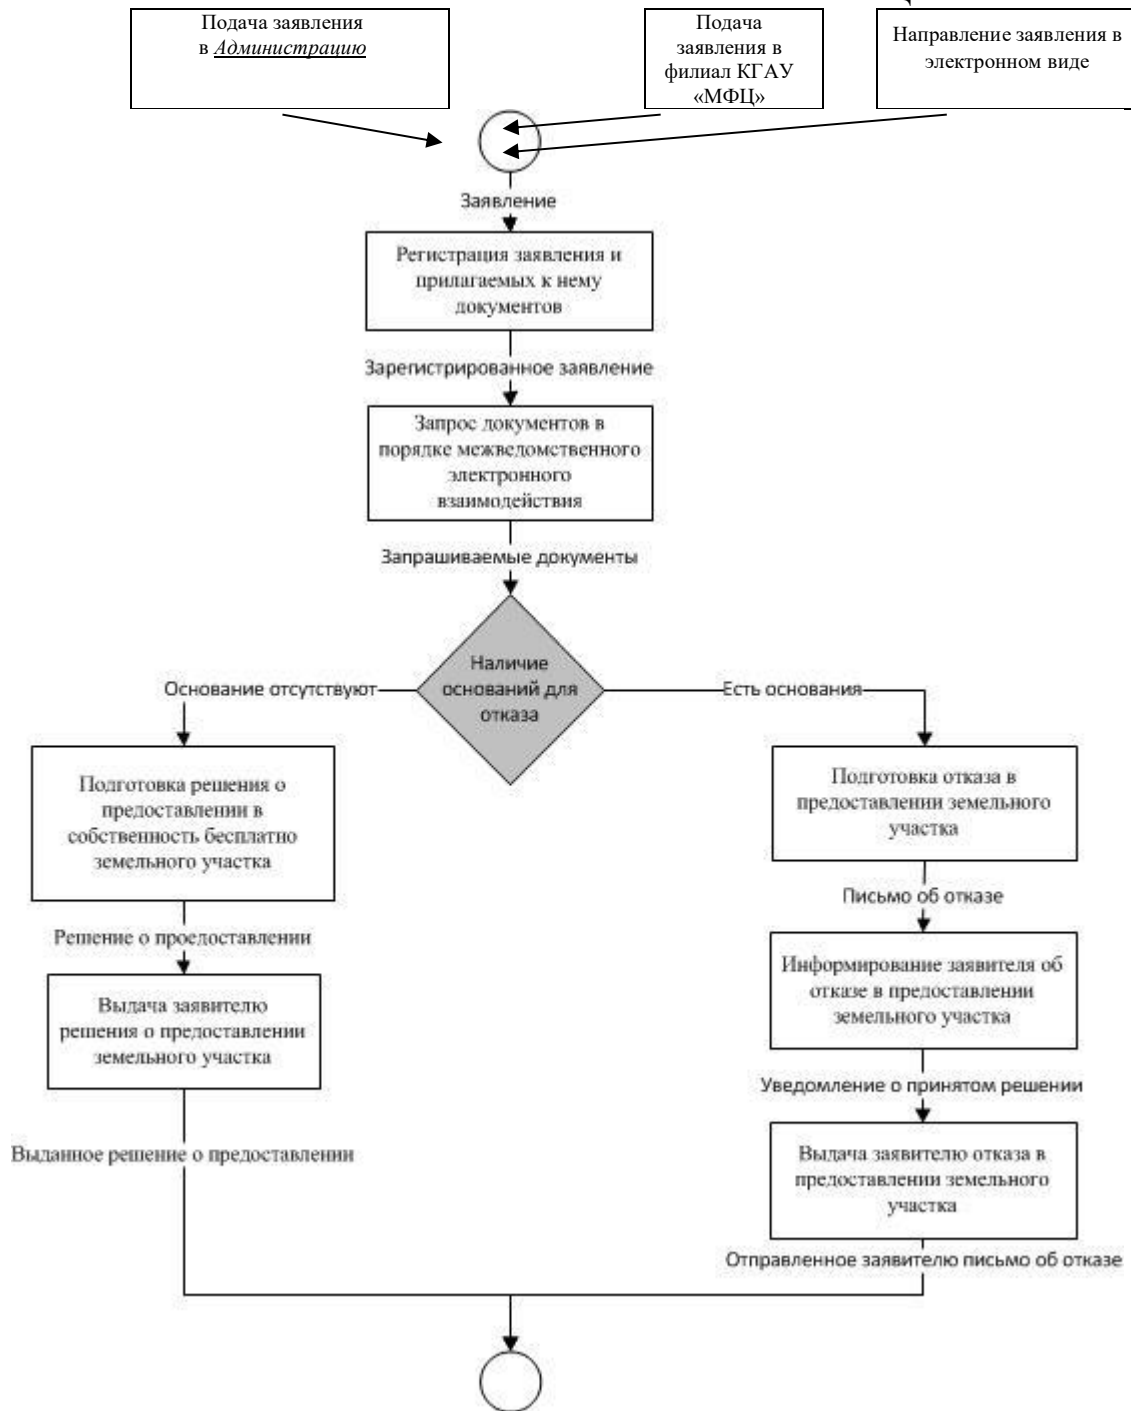 Подача заявления
в Администрацию
Подача
заявления в
филиал КГАУ
«МФЦ»
Направление заявления в
электронном виде
Заявление
Регистрация заявления и
прилагаемых к нему
документов
Зарегистрированное заявление
Запрос документов в
порядке межведомственного
электронного
взаимодействия
Запрашиваемые документы
Наличие
оснований для
отказа
Основание отсутствуют
Есть основания
Подготовка решения о
предоставлении в
собственность бесплатно
земельного участка
Решение о проедоставлении
Выдача заявителю
решения о предоставлении
земельного участка
Выданное решение о предоставлении
Подготовка отказа в
предоставлении земельного
участка
Письмо об отказе
Информирование заявителя об
отказе в предоставлении
земельного участка
Уведомление о принятом решении
Выдача заявителю отказа в
предоставлении земельного
участка
Отправленное заявителю письмо об отказе